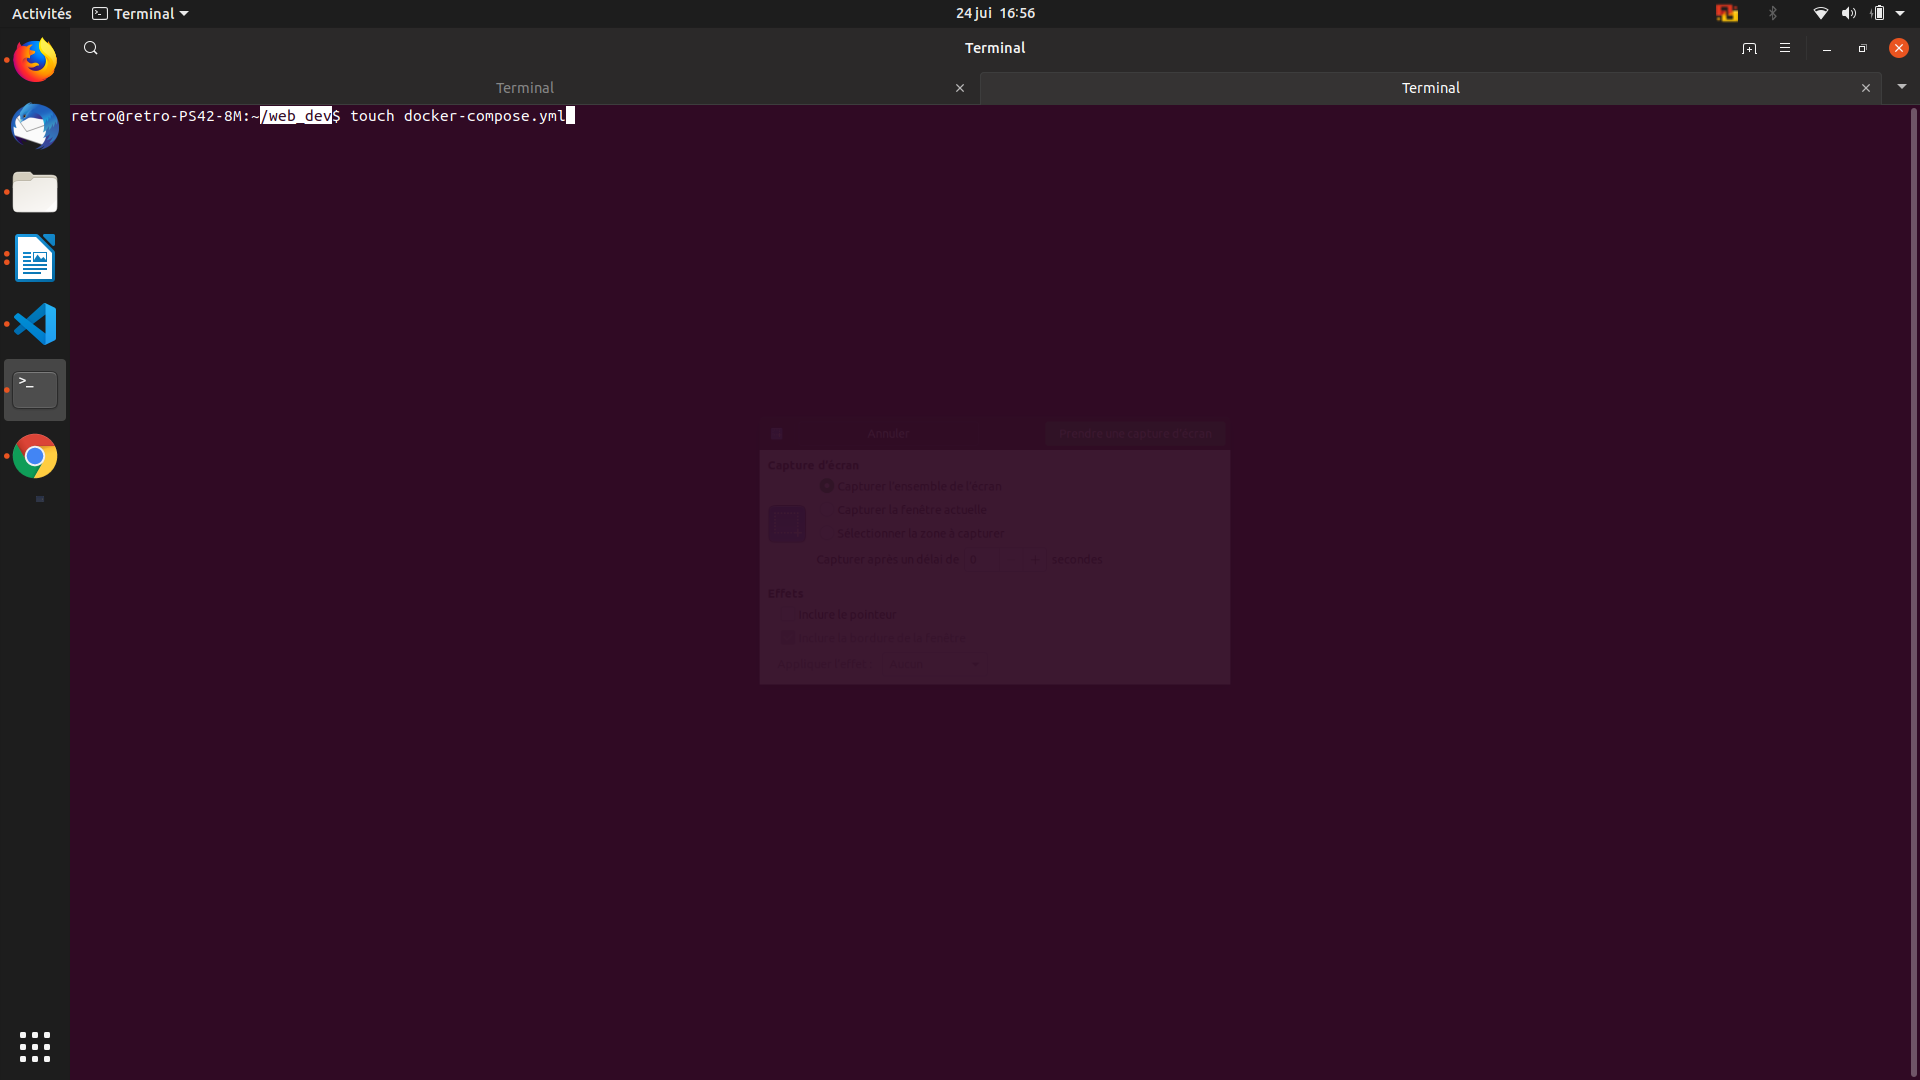 Activités Terminal 24 jui 16:56
Terminal
Terminal Terminal
retro@retro-PS42-8M:~/web_dev$ touch docker-compose.yml
>_
Annuler Prendre une capture d'écran
Capture d'écran
Capturer l'ensemble de l'écran
Capturer la fenêtre actuelle
Sélectionner la zone à capturer
Capturer après un délai de 0 secondes
Effets
Inclure le pointeur